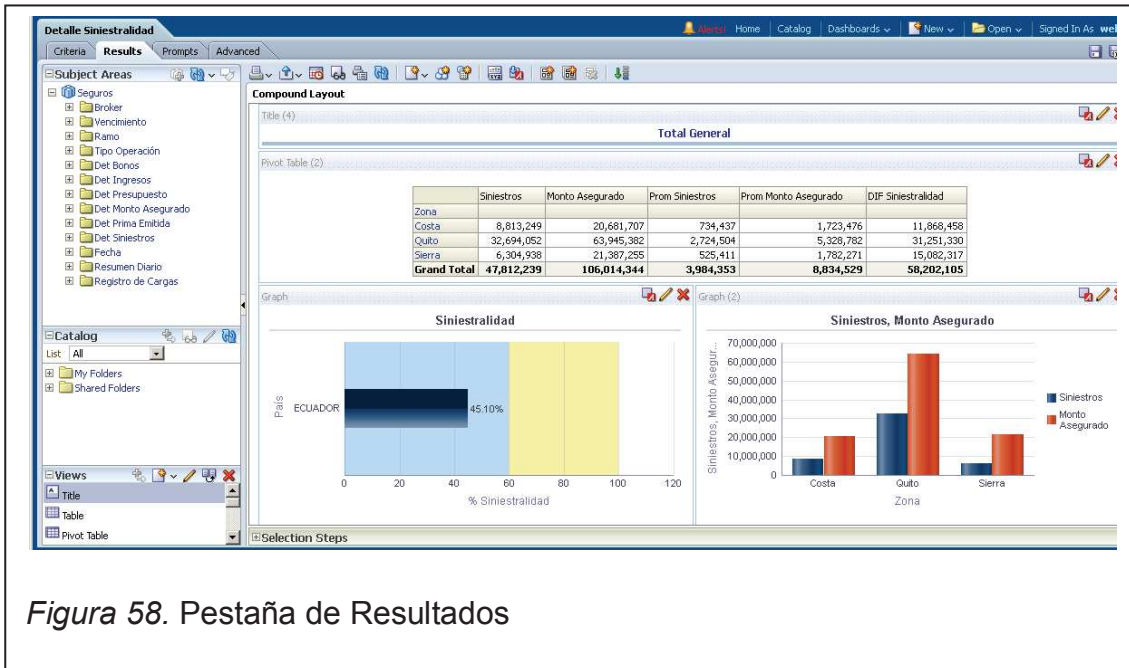 Detalle Siniestralidad
Alerts! Home Catalog Dashboards New Open Signed In As
Criteria Results Prompts Advanced
Subject Areas
Seguros
Broker
Vencimiento
Ramo
Tipo Operación
Det Bonos
Det Ingresos
Det Presupuesto
Det Monto Asegurado
Det Prima Emitida
Det Siniestros
Fecha
Resumen Diario
Registro de Cargas
Catalog
List All
My Folders
Shared Folders
Views
Title
Table
Pivot Table
Compound Layout
Title (4)
Total General
Pivot Table (2)
Siniestros Monto Asegurado Prom Siniestros Prom Monto Asegurado DIF Siniestralidad
Zona
Costa 8,813,249 20,681,707 734,437 1,723,476 11,868,458
Quito 32,694,052 63,945,382 2,724,504 5,328,782 31,251,330
Sierra 6,304,938 21,387,255 525,411 1,782,271 15,082,317
Grand Total 47,812,239 106,014,344 3,984,353 8,834,529 58,202,105
Graph
Siniestralidad
País
ECUADOR
45.10%
0 20 40 60 80 100 120
% Siniestralidad
Graph (2)
Siniestros, Monto Asegurado
Siniestros, Monto Asegur...
70,000,000
60,000,000
50,000,000
40,000,000
30,000,000
20,000,000
10,000,000
0
Costa Quito Sierra
Zona
Siniestros
Monto
Asegurado
Selection Steps
Figura 58. Pestaña de Resultados